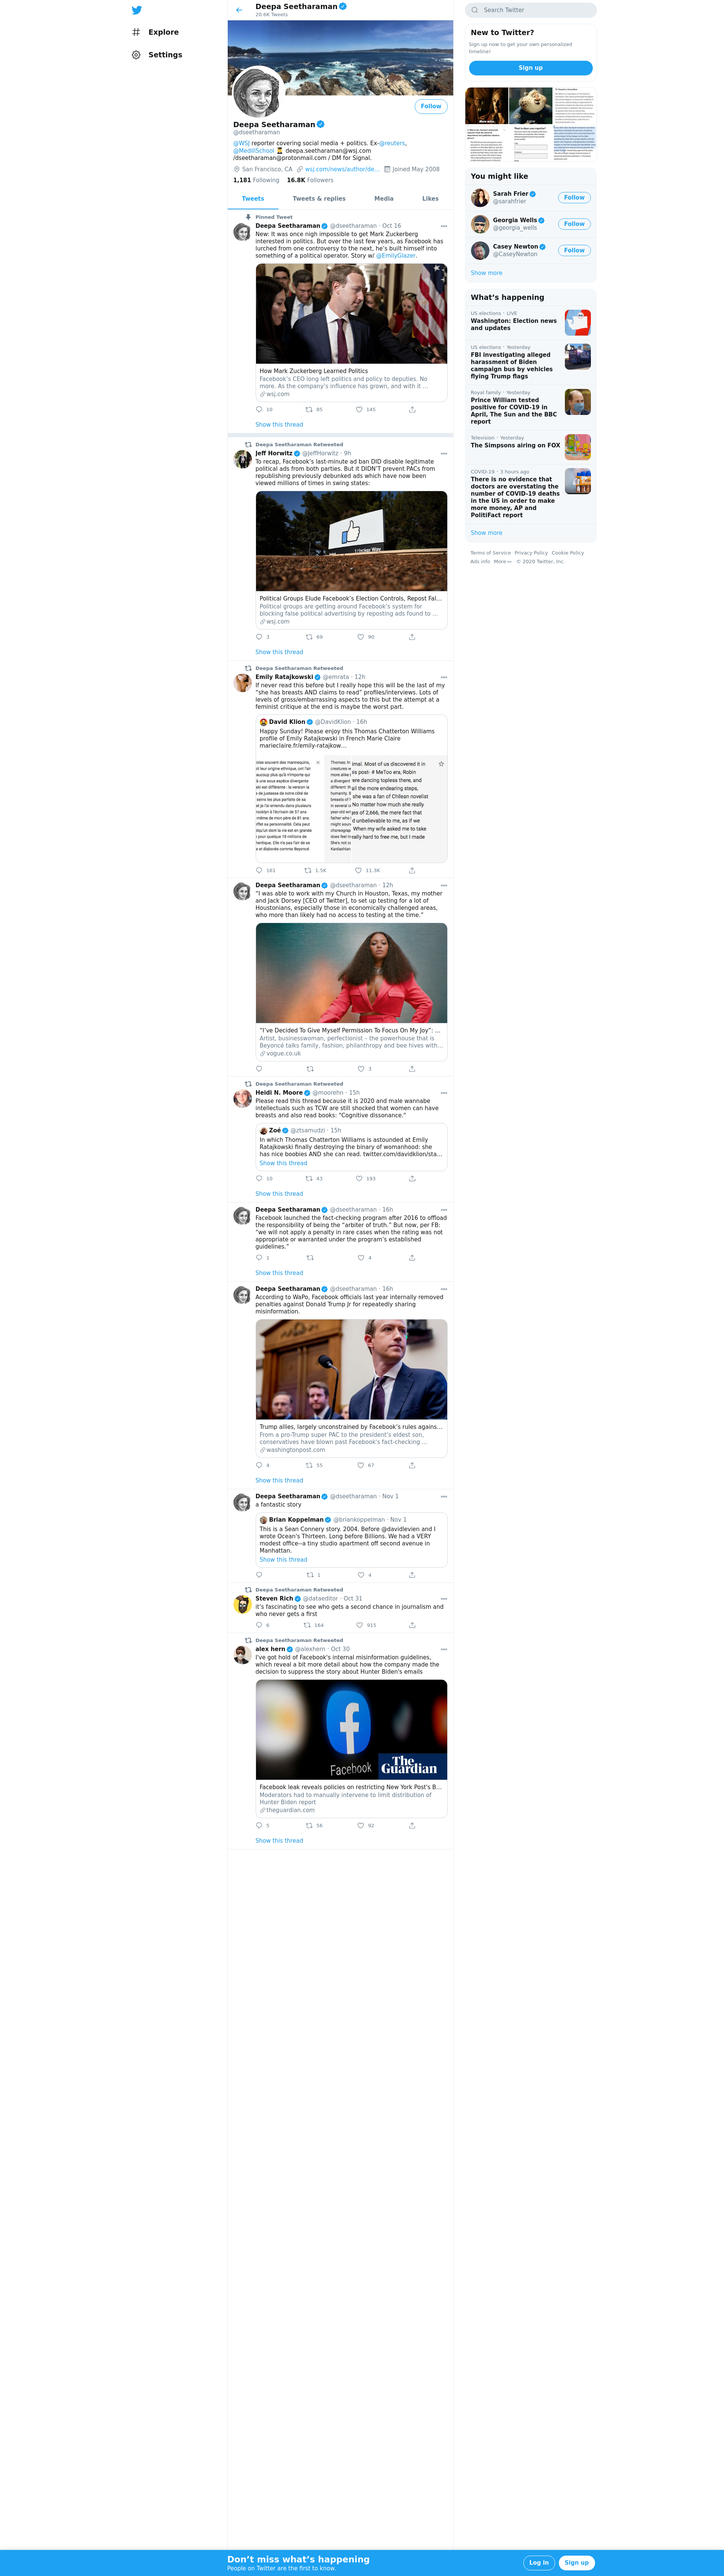 Explore
Settings
Deepa Seetharaman
20.6K Tweets
Follow
Deepa Seetharaman
@dseetharaman
@WSJ reporter covering social media + politics. Ex-@reuters,
@MedillSchool deepa.seetharaman@wsj.com
/dseetharaman@protonmail.com / DM for Signal.
San Francisco, CA wsj.com/news/author/de… Joined May 2008
1,181 Following 16.8K Followers
Tweets Tweets & replies Media Likes
Pinned Tweet
Deepa Seetharaman @dseetharaman · Oct 16
New: It was once nigh impossible to get Mark Zuckerberg
interested in politics. But over the last few years, as Facebook has
lurched from one controversy to the next, he's built himself into
something of a political operator. Story w/ @EmilyGlazer.
How Mark Zuckerberg Learned Politics
Facebook's CEO long left politics and policy to deputies. No
more. As the company's influence has grown, and with it …
wsj.com
10 85 145
Show this thread
Deepa Seetharaman Retweeted
Jeff Horwitz @JeffHorwitz · 9h
To recap, Facebook's last-minute ad ban DID disable legitimate
political ads from both parties. But it DIDN'T prevent PACs from
republishing previously debunked ads which have now been
viewed millions of times in swing states:
Political Groups Elude Facebook's Election Controls, Repost Fal…
Political groups are getting around Facebook's system for
blocking false political advertising by reposting ads found to …
wsj.com
3 69 90
Show this thread
Deepa Seetharaman Retweeted
Emily Ratajkowski @emrata · 12h
If never read this before but I really hope this will be the last of my
"she has breasts AND claims to read" profiles/interviews. Lots of
levels of gross/embarrassing aspects to this but the attempt at a
feminist critique at the end is maybe the worst part.
David Klion @DavidKlion · 16h
Happy Sunday! Please enjoy this Thomas Chatterton Williams
profile of Emily Ratajkowski in French Marie Claire
marieclaire.fr/emily-ratajkow…
161 1.5K 11.3K
Deepa Seetharaman @dseetharaman · 12h
"I was able to work with my Church in Houston, Texas, my mother
and Jack Dorsey [CEO of Twitter], to set up testing for a lot of
Houstonians, especially those in economically challenged areas,
who more than likely had no access to testing at the time."
"I've Decided To Give Myself Permission To Focus On My Joy": …
Artist, businesswoman, perfectionist – the powerhouse that is
Beyoncé talks family, fashion, philanthropy and bee hives with…
vogue.co.uk
3
Deepa Seetharaman Retweeted
Heidi N. Moore @moorehn · 15h
Please read this thread because it is 2020 and male wannabe
intellectuals such as TCW are still shocked that women can have
breasts and also read books: "Cognitive dissonance."
Zoé @ztsamudzi · 15h
In which Thomas Chatterton Williams is astounded at Emily
Ratajkowski finally destroying the binary of womanhood: she
has nice boobies AND she can read. twitter.com/davidklion/sta…
Show this thread
10 43 193
Show this thread
Deepa Seetharaman @dseetharaman · 16h
Facebook launched the fact-checking program after 2016 to offload
the responsibility of being the "arbiter of truth." But now, per FB:
"we will not apply a penalty in rare cases when the rating was not
appropriate or warranted under the program's established
guidelines."
1 4
Show this thread
Deepa Seetharaman @dseetharaman · 16h
According to WaPo, Facebook officials last year internally removed
penalties against Donald Trump Jr for repeatedly sharing
misinformation.
Trump allies, largely unconstrained by Facebook's rules agains…
From a pro-Trump super PAC to the president's eldest son,
conservatives have blown past Facebook's fact-checking …
washingtonpost.com
4 55 67
Show this thread
Deepa Seetharaman @dseetharaman · Nov 1
a fantastic story
Brian Koppelman @briankoppelman · Nov 1
This is a Sean Connery story. 2004. Before @davidlevien and I
wrote Ocean's Thirteen. Long before Billions. We had a VERY
modest office--a tiny studio apartment off second avenue in
Manhattan.
Show this thread
1 4
Deepa Seetharaman Retweeted
Steven Rich @dataeditor · Oct 31
it's fascinating to see who gets a second chance in journalism and
who never gets a first
6 164 915
Deepa Seetharaman Retweeted
alex hern @alexhern · Oct 30
I've got hold of Facebook's internal misinformation guidelines,
which reveal a bit more detail about how the company made the
decision to suppress the story about Hunter Biden's emails
Facebook
The
Guardian
Facebook leak reveals policies on restricting New York Post's B…
Moderators had to manually intervene to limit distribution of
Hunter Biden report
theguardian.com
5 56 92
Show this thread
Search Twitter
New to Twitter?
Sign up now to get your own personalized
timeline!
Sign up
You might like
Sarah Frier
@sarahfrier
Follow
Georgia Wells
@georgia_wells
Follow
Casey Newton
@CaseyNewton
Follow
Show more
What's happening
US elections · LIVE
Washington: Election news
and updates
US elections · Yesterday
FBI investigating alleged
harassment of Biden
campaign bus by vehicles
flying Trump flags
Royal family · Yesterday
Prince William tested
positive for COVID-19 in
April, The Sun and the BBC
report
Television · Yesterday
The Simpsons airing on FOX
COVID-19 · 3 hours ago
There is no evidence that
doctors are overstating the
number of COVID-19 deaths
in the US in order to make
more money, AP and
PolitiFact report
Show more
Terms of Service Privacy Policy Cookie Policy
Ads info More © 2020 Twitter, Inc.
Don't miss what's happening
People on Twitter are the first to know.
Log in
Sign up